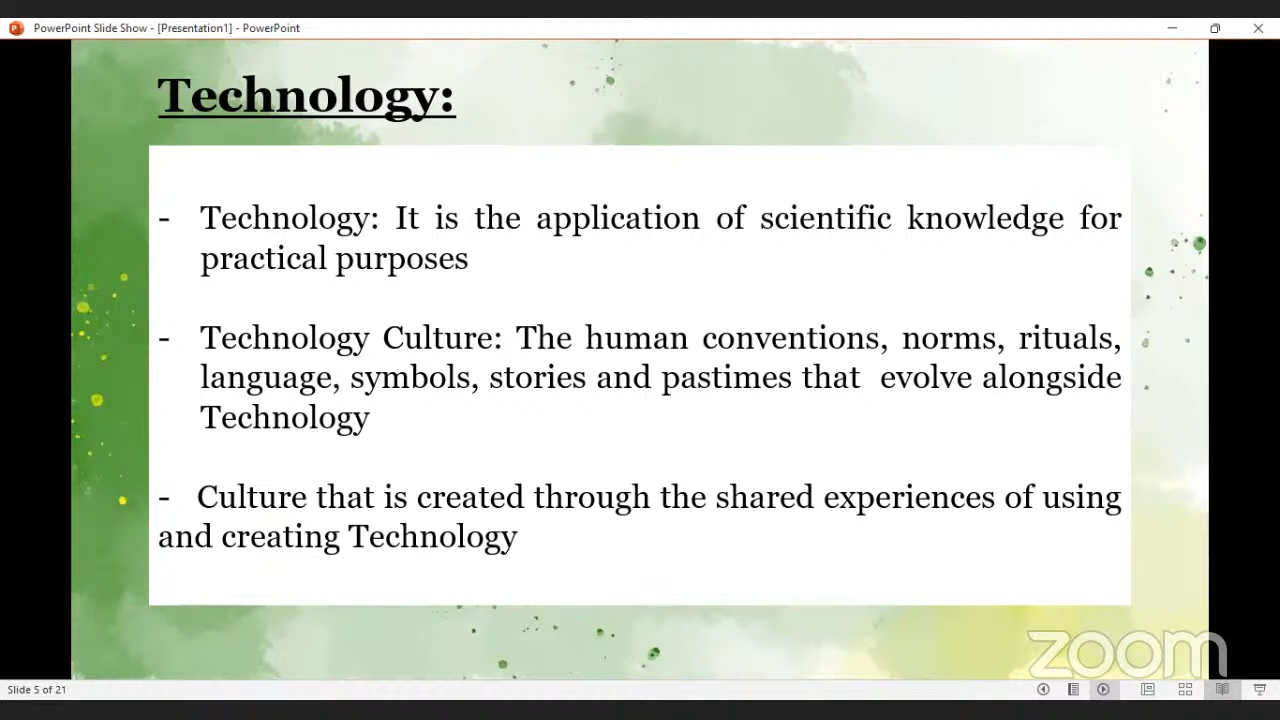 PowerPoint Slide Show - [Presentation1] - PowerPoint
Technology:
- Technology: It is the application of scientific knowledge for
practical purposes
- Technology Culture: The human conventions, norms, rituals,
language, symbols, stories and pastimes that evolve alongside
Technology
- Culture that is created through the shared experiences of using
and creating Technology
zoom
Slide 5 of 21